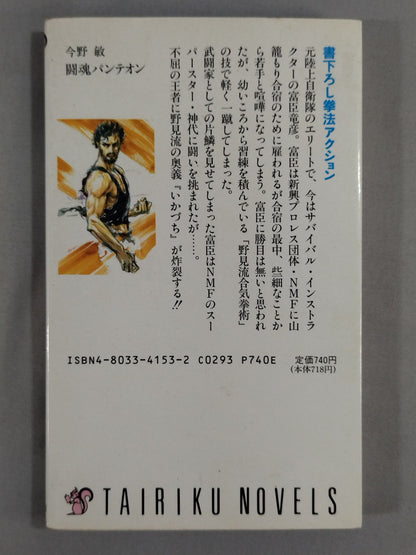 今野 敏
闘魂パンテオン
書下ろし拳法アクション
元陸上自衛隊のエリートで、今はサバイバル・インストラ
クターの富臣竜彦。富臣は新興プロレス団体・NMFに山
籠もり合宿のために雇われるが合宿の最中、些細なことか
ら若手と喧嘩になってしまう。富臣に勝目は無いと思われ
たが、幼いころから習練を積んでいる「野見流合気拳術」
の技で軽く一蹴してしまった。
武闘家としての片鱗を見せてしまった富臣はNMFのスー
パースター・神代に闘いを挑まれたが……。
不屈の王者に野見流の奥義『いかづち』が炸裂する!!
ISBN4-8033-4153-2 C0293 P740E
定価740円
(本体718円)
TAIRIKU NOVELS